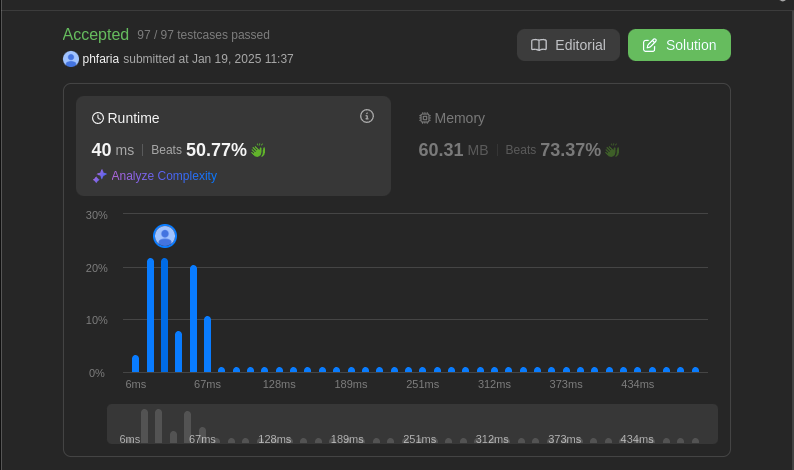 Accepted 97 / 97 testcases passed
phfaria submitted at Jan 19, 2025 11:37
Editorial
Solution
Runtime
40 ms Beats 50.77%
Analyze Complexity
Memory
60.31 MB Beats 73.37%
30%
20%
10%
0%
6ms 67ms 128ms 189ms 251ms 312ms 373ms 434ms
6ms 67ms 128ms 189ms 251ms 312ms 373ms 434ms